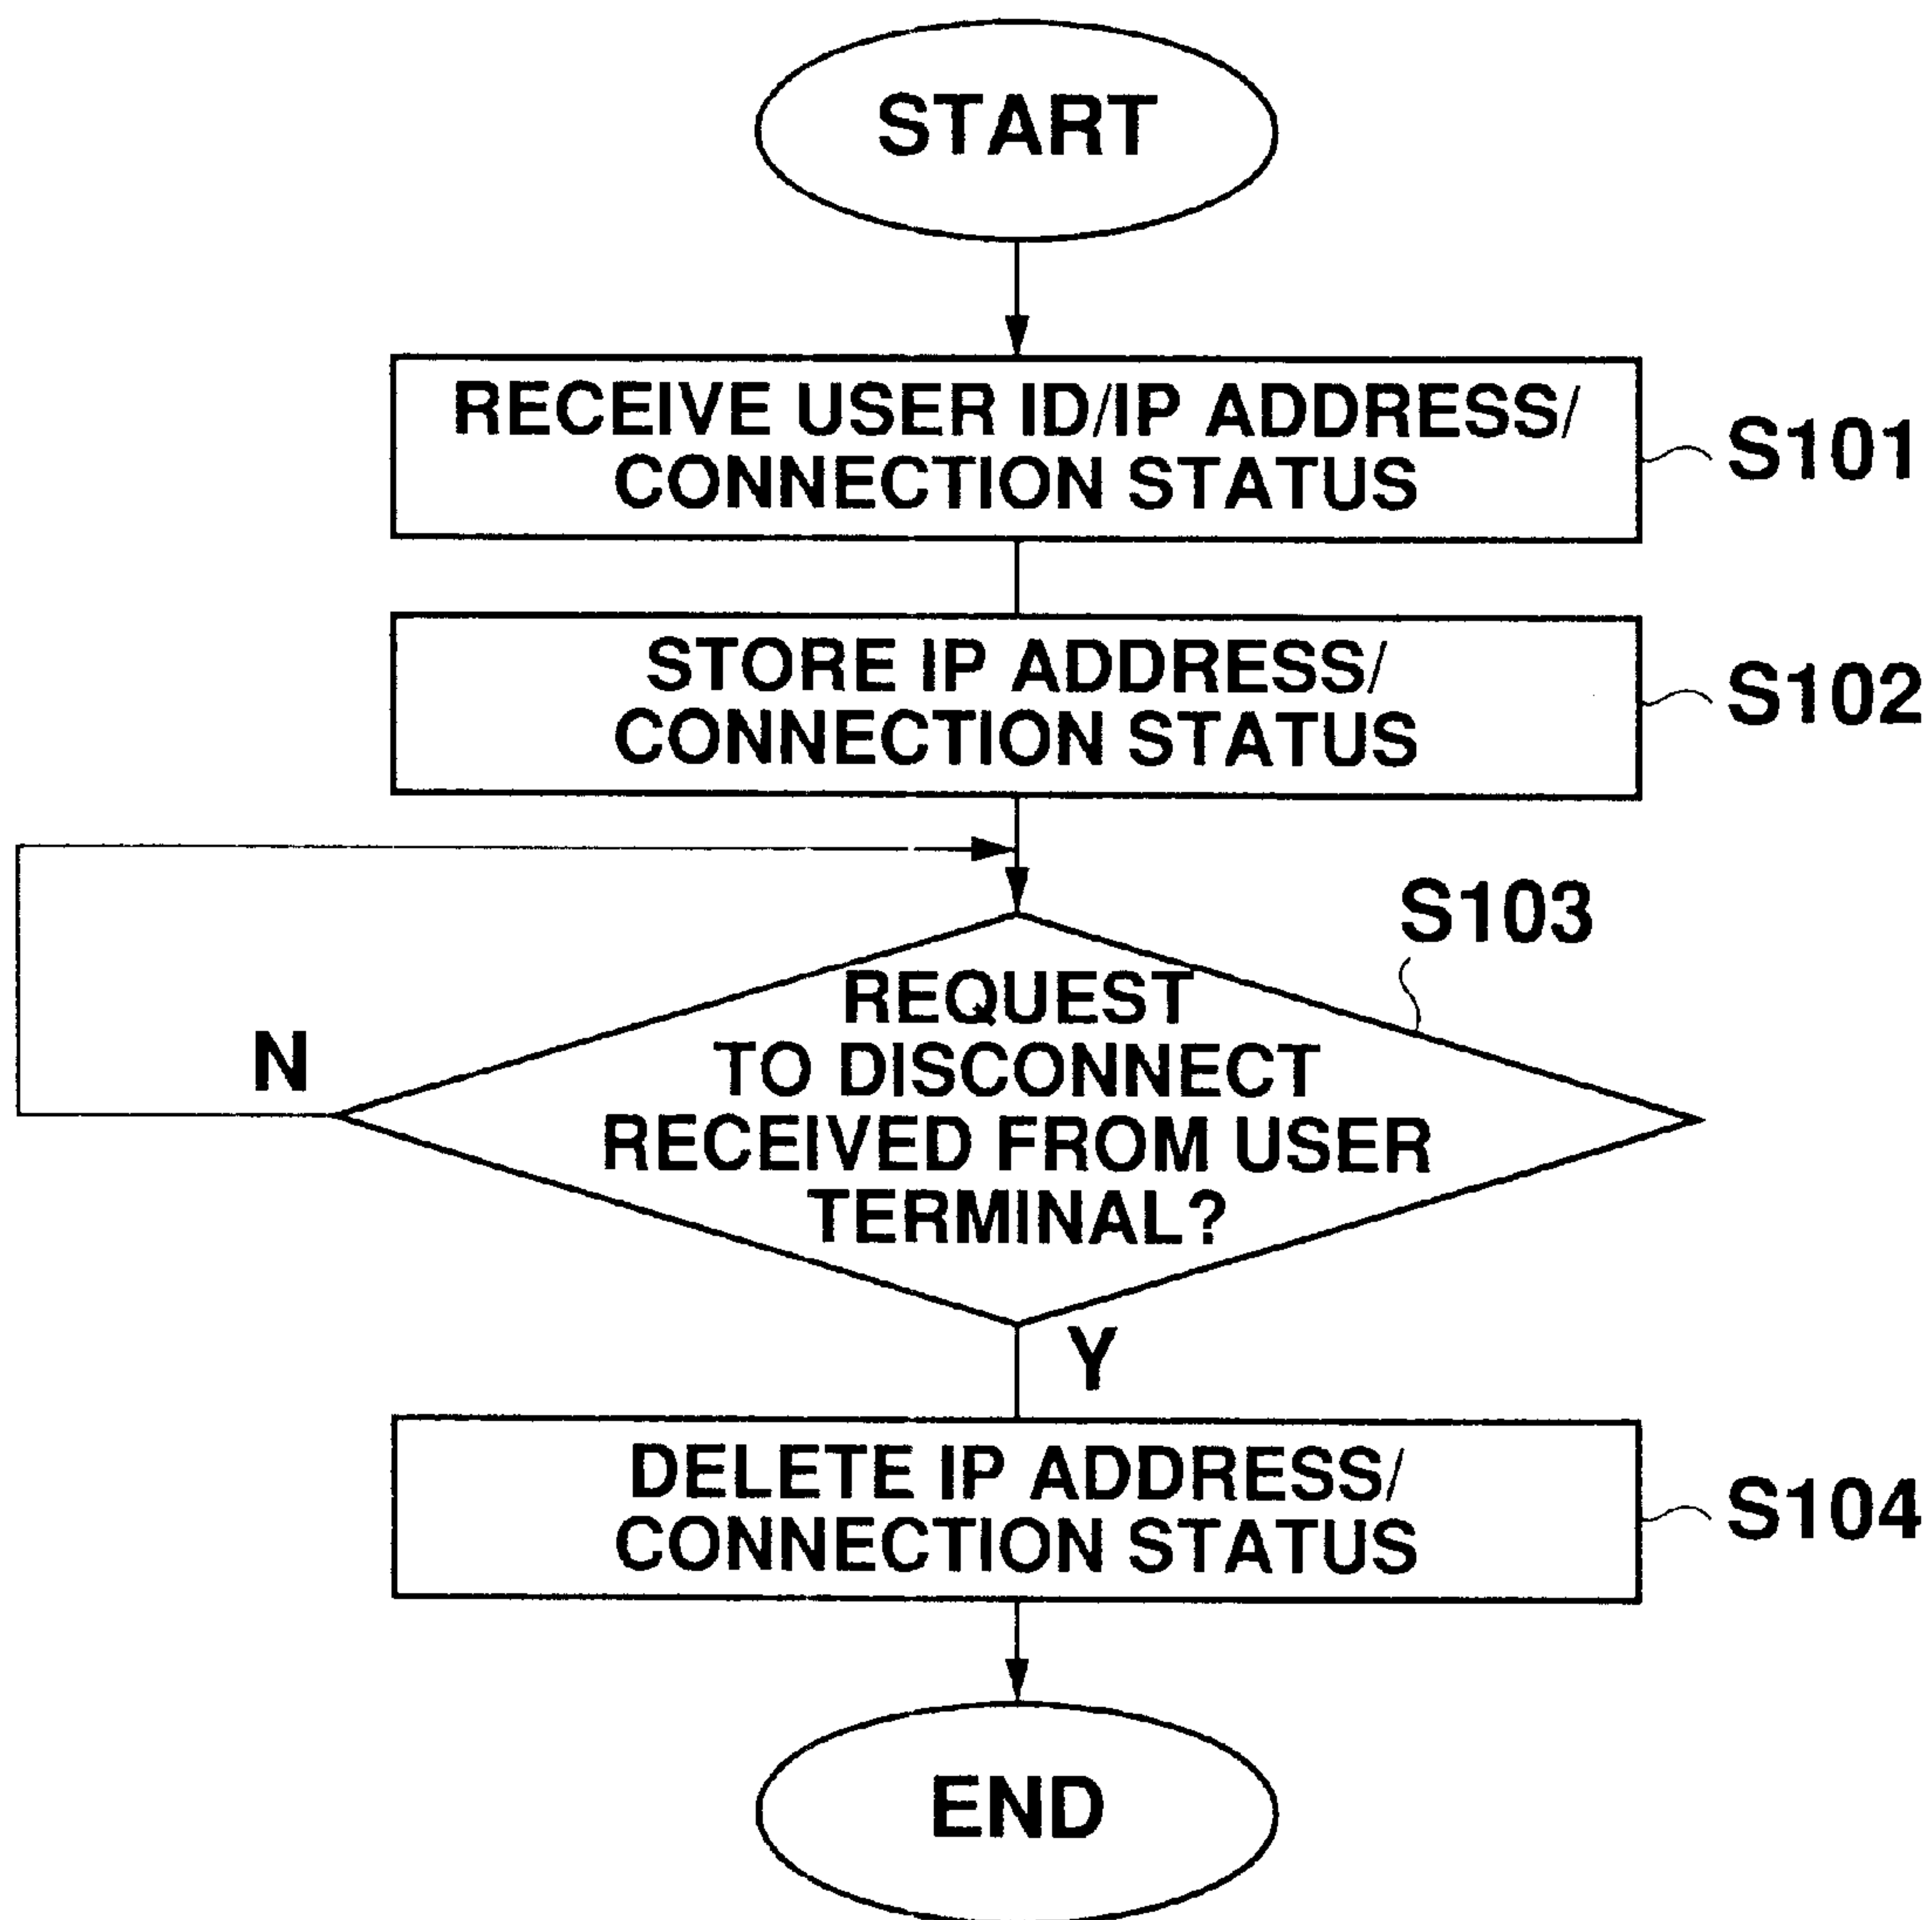 START
RECEIVE USER ID/IP ADDRESS/
CONNECTION STATUS
S101
STORE IP ADDRESS/
CONNECTION STATUS
S102
S103
REQUEST
TO DISCONNECT
RECEIVED FROM USER
TERMINAL?
N
Y
DELETE IP ADDRESS/
CONNECTION STATUS
S104
END